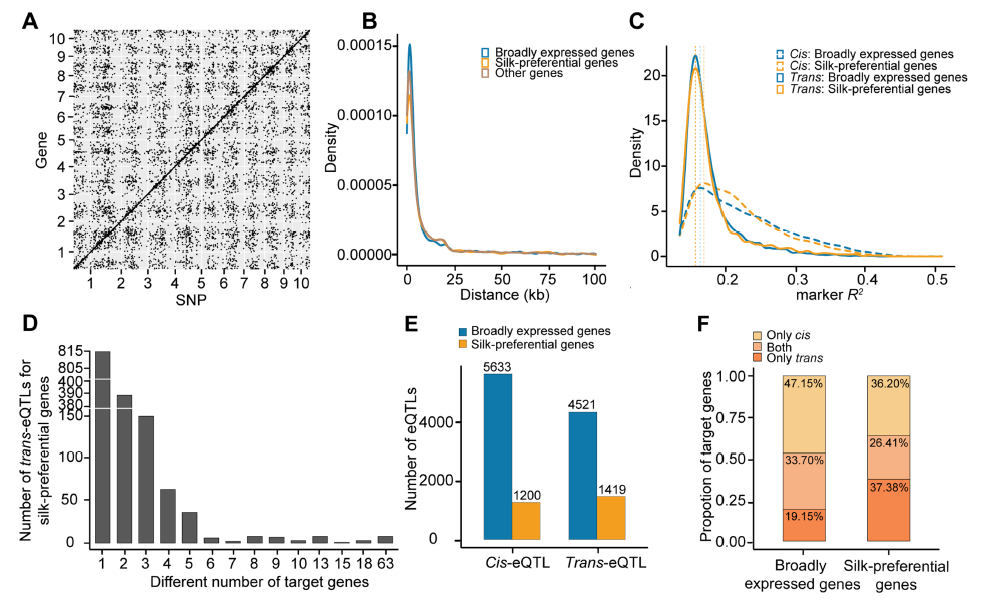 A
Gene
10
9
8
7
6
5
4
3
2
1
1 2 3 4 5 6 7 8 9 10
SNP
B
Density
0.00015
0.00010
0.00005
0.00000
0 25 50 75 100
Distance (kb)
Broadly expressed genes
Silk-preferential genes
Other genes
C
Density
20
15
10
5
0
0.2 0.3 0.4 0.5
marker R²
Cis: Broadly expressed genes
Cis: Silk-preferential genes
Trans: Broadly expressed genes
Trans: Silk-preferential genes
D
Number of trans-eQTLs for
silk-preferential genes
815
805
400
390
380
150
100
50
0
1 2 3 4 5 6 7 8 9 10 13 15 18 63
Different number of target genes
E
Broadly expressed genes
Silk-preferential genes
Number of eQTLs
4000
2000
0
5633
1200
4521
1419
Cis-eQTL Trans-eQTL
F
Only cis
Both
Only trans
Propotion of target genes
1.00
0.75
0.50
0.25
0.00
47.15%
33.70%
19.15%
36.20%
26.41%
37.38%
Broadly
expressed genes
Silk-preferential
genes